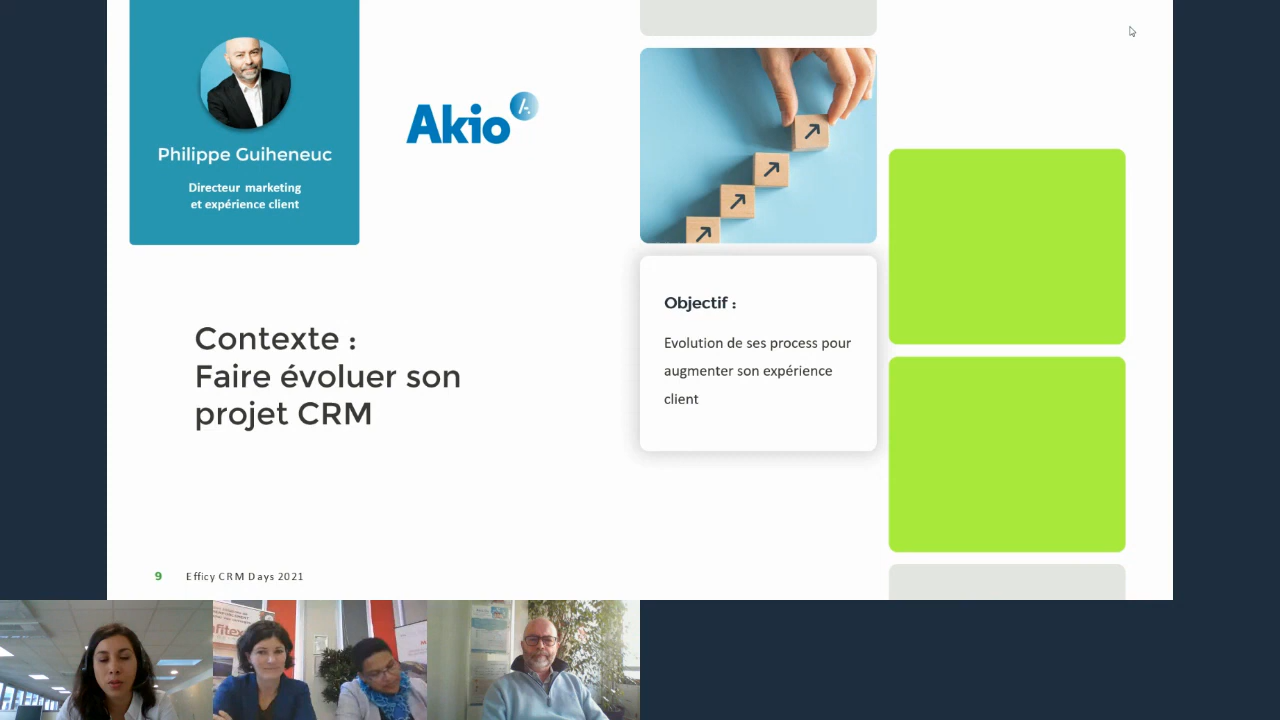 Philippe Guiheneuc
Directeur marketing
et expérience client
Akio
Contexte :
Faire évoluer son
projet CRM
Objectif :
Evolution de ses process pour
augmenter son expérience
client
9 Efficy CRM Days 2021